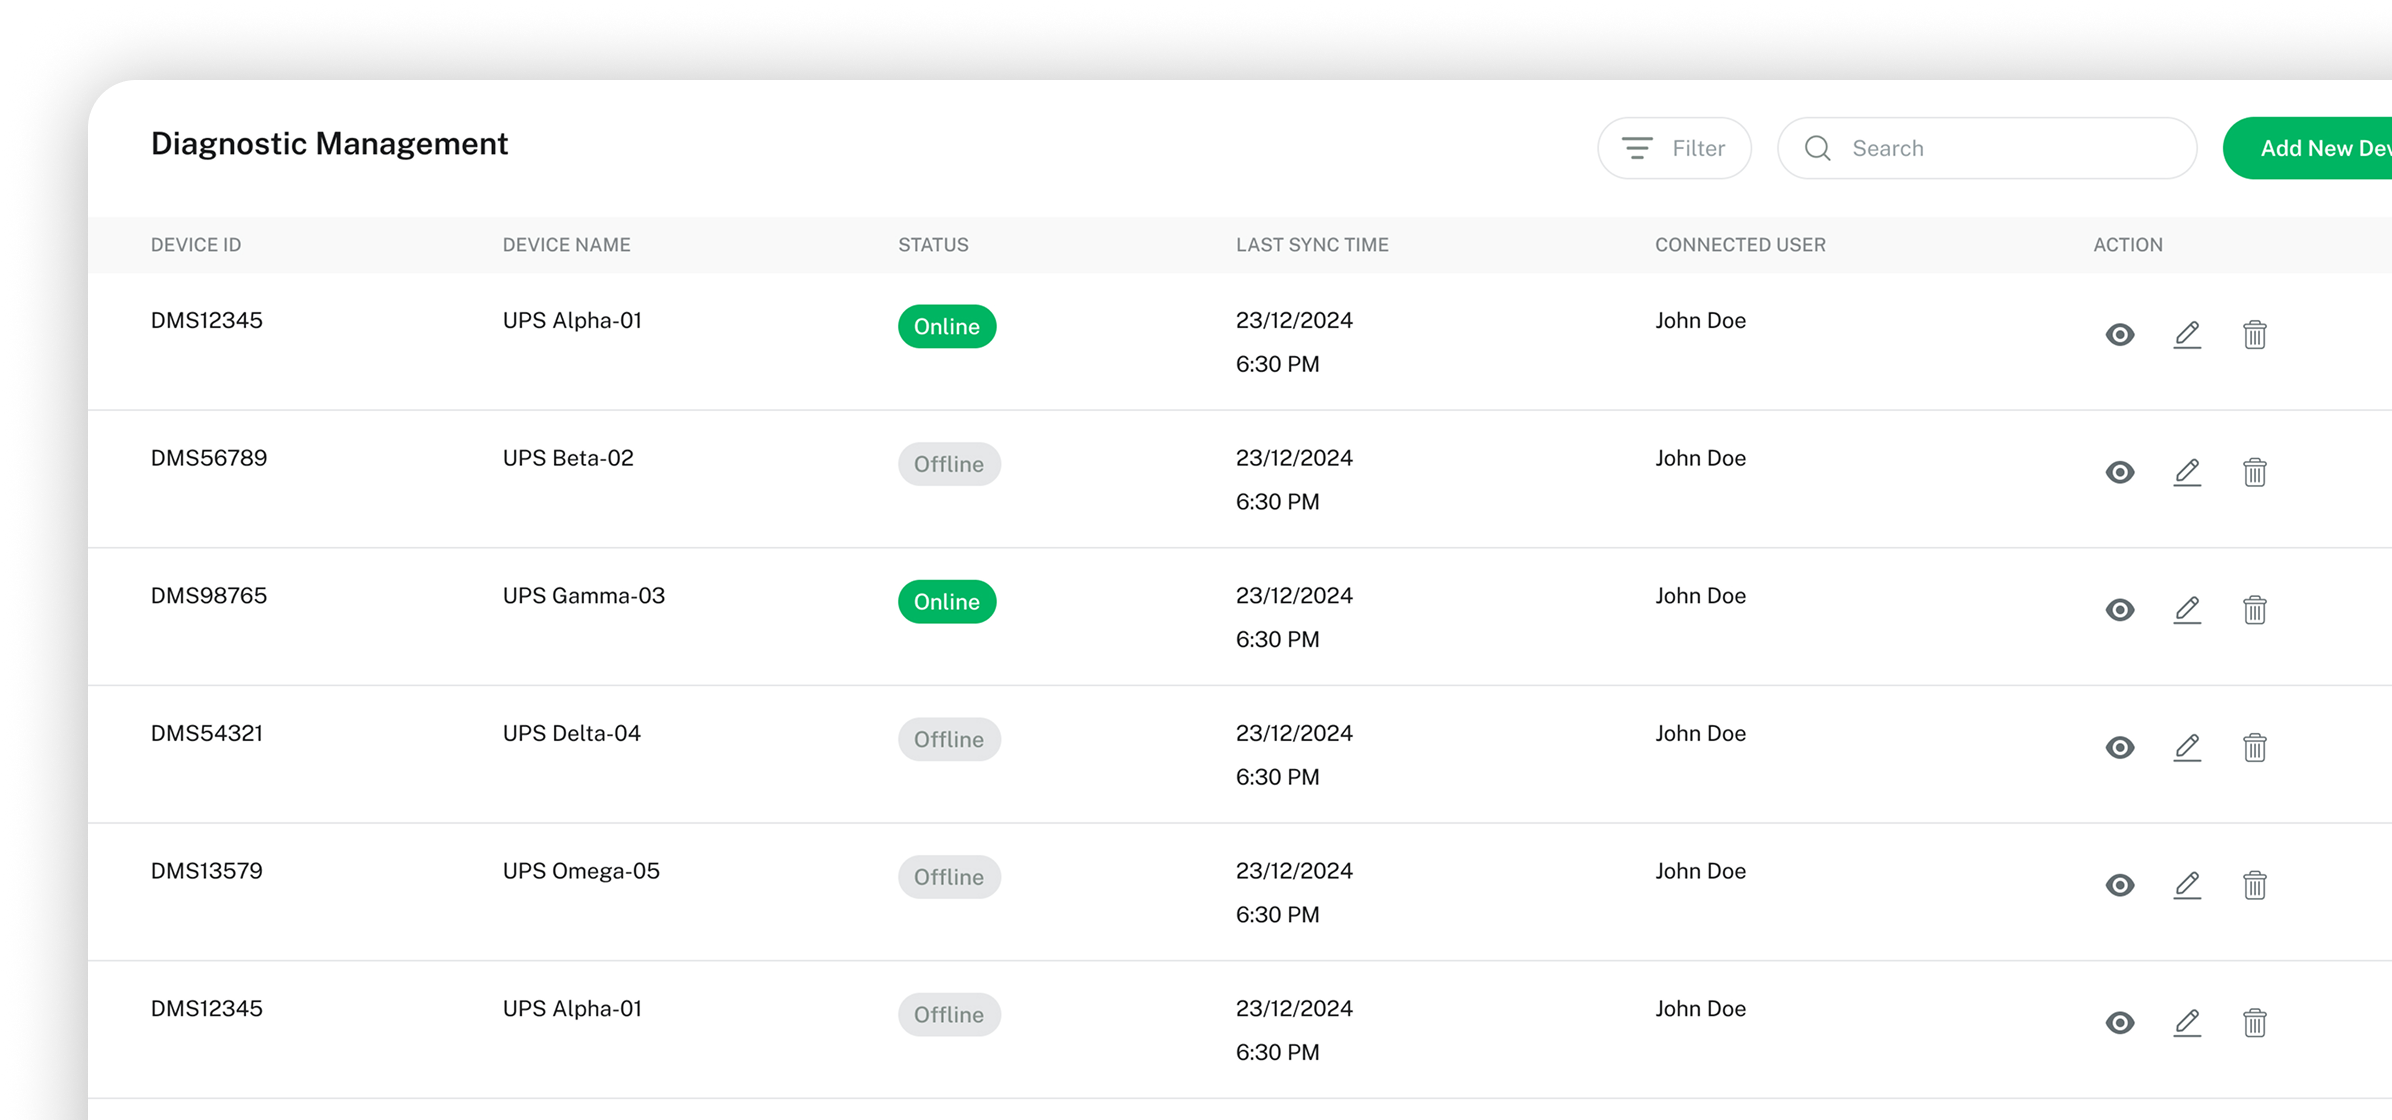 Diagnostic Management
Filter
Search
Add New Dev
DEVICE ID DEVICE NAME STATUS LAST SYNC TIME CONNECTED USER ACTION
DMS12345 UPS Alpha-01 Online 23/12/2024 John Doe
6:30 PM
DMS56789 UPS Beta-02 Offline 23/12/2024 John Doe
6:30 PM
DMS98765 UPS Gamma-03 Online 23/12/2024 John Doe
6:30 PM
DMS54321 UPS Delta-04 Offline 23/12/2024 John Doe
6:30 PM
DMS13579 UPS Omega-05 Offline 23/12/2024 John Doe
6:30 PM
DMS12345 UPS Alpha-01 Offline 23/12/2024 John Doe
6:30 PM